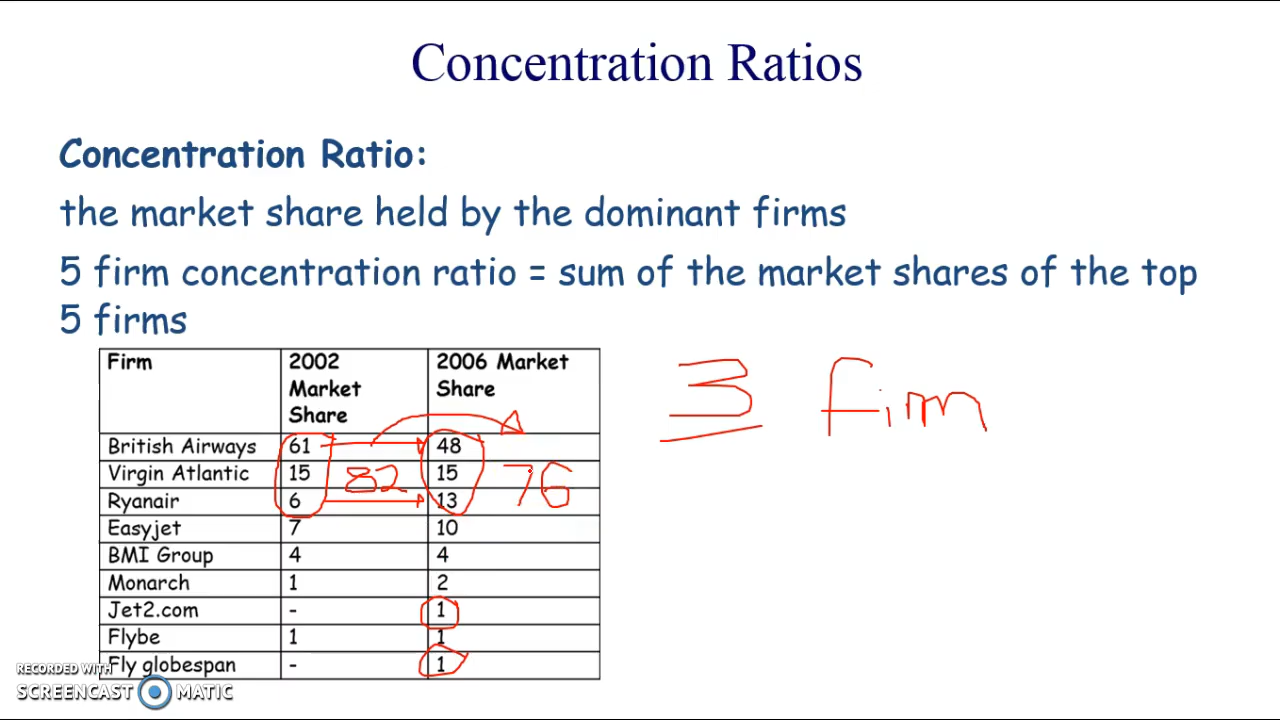 Concentration Ratios
Concentration Ratio:
the market share held by the dominant firms
5 firm concentration ratio = sum of the market shares of the top
5 firms
Firm 2002 Market Share 2006 Market Share
British Airways 61 48
Virgin Atlantic 15 82 15 76
Ryanair 6 13
Easyjet 7 10
BMI Group 4 4
Monarch 1 2
Jet2.com - 1
Flybe 1 1
Fly globespan - 1
3 firm
RECORDED WITH
SCREENCAST MATIC